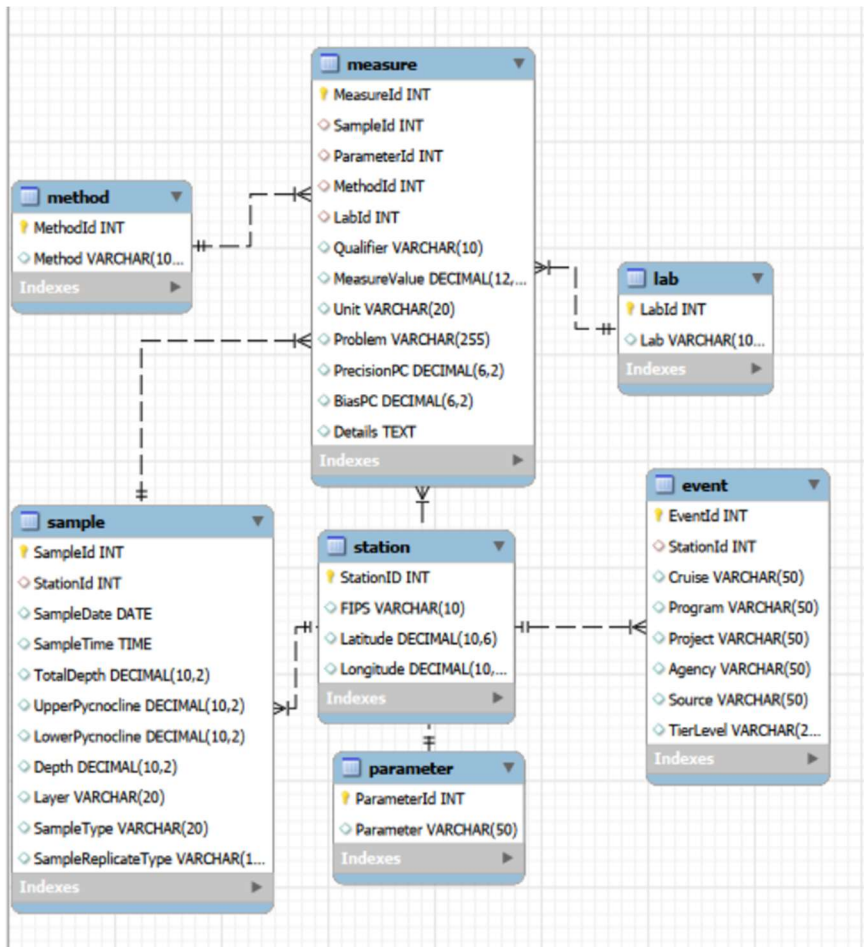 measure
MeasureId INT
SampleId INT
ParameterId INT
MethodId INT
LabId INT
Qualifier VARCHAR(10)
MeasureValue DECIMAL(12,...
Unit VARCHAR(20)
Problem VARCHAR(255)
PrecisionPC DECIMAL(6,2)
BiasPC DECIMAL(6,2)
Details TEXT
Indexes
method
MethodId INT
Method VARCHAR(10...
Indexes
lab
LabId INT
Lab VARCHAR(10...
Indexes
sample
SampleId INT
StationId INT
SampleDate DATE
SampleTime TIME
TotalDepth DECIMAL(10,2)
UpperPycnocline DECIMAL(10,2)
LowerPycnocline DECIMAL(10,2)
Depth DECIMAL(10,2)
Layer VARCHAR(20)
SampleType VARCHAR(20)
SampleReplicateType VARCHAR(1...
Indexes
station
StationID INT
FIPS VARCHAR(10)
Latitude DECIMAL(10,6)
Longitude DECIMAL(10,...
Indexes
event
EventId INT
StationId INT
Cruise VARCHAR(50)
Program VARCHAR(50)
Project VARCHAR(50)
Agency VARCHAR(50)
Source VARCHAR(50)
TierLevel VARCHAR(2...
Indexes
parameter
ParameterId INT
Parameter VARCHAR(50)
Indexes